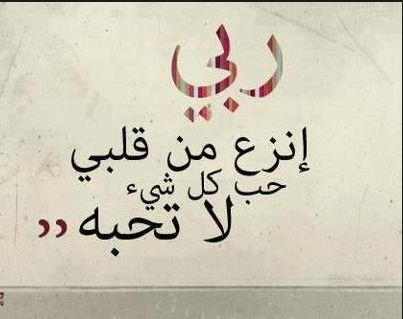 ربي
إنزع من قلبي
حب كل شيء
لا تحبه ,,